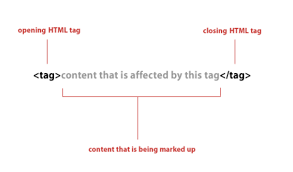 opening HTML tag
closing HTML tag
<tag>content that is affected by this tag</tag>
content that is being marked up